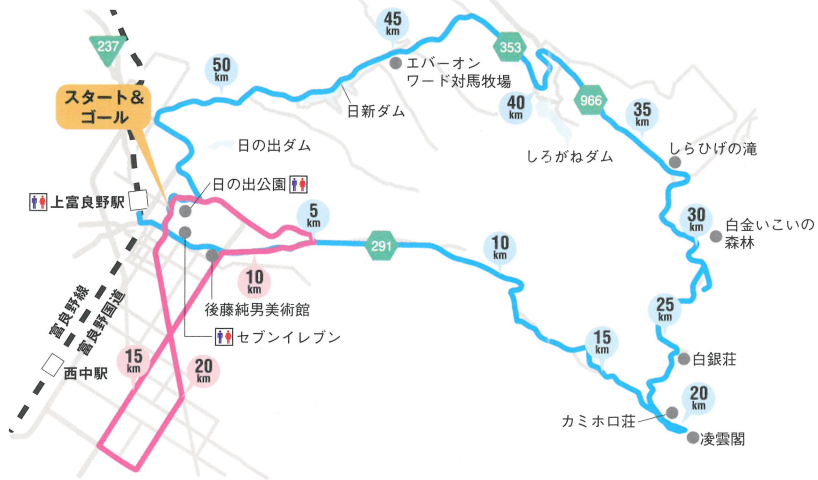 237
スタート&
ゴール
50
km
45
km
エバーオン
ワード対馬牧場
353
40
km
966
35
km
日新ダム
日の出ダム
しろがねダム
しらひげの滝
上富良野駅
日の出公園
5
km
291
10
km
30
km
白金いこいの
森林
10
km
後藤純男美術館
セブンイレブン
富良野線
富良野国道
西中駅
15
km
20
km
15
km
25
km
白銀荘
20
km
カミホロ荘
凌雲閣